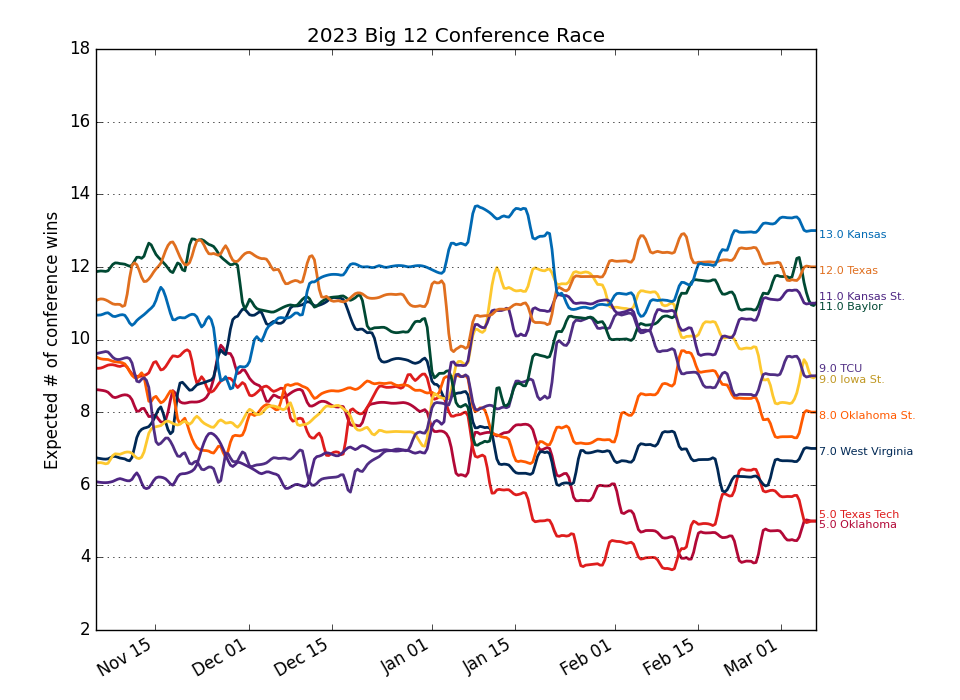 2023 Big 12 Conference Race
Expected # of conference wins
18
16
14
12
10
8
6
4
2
Nov 15
Dec 01
Dec 15
Jan 01
Jan 15
Feb 01
Feb 15
Mar 01
13.0 Kansas
12.0 Texas
11.0 Kansas St.
11.0 Baylor
9.0 TCU
9.0 Iowa St.
8.0 Oklahoma St.
7.0 West Virginia
5.0 Texas Tech
5.0 Oklahoma